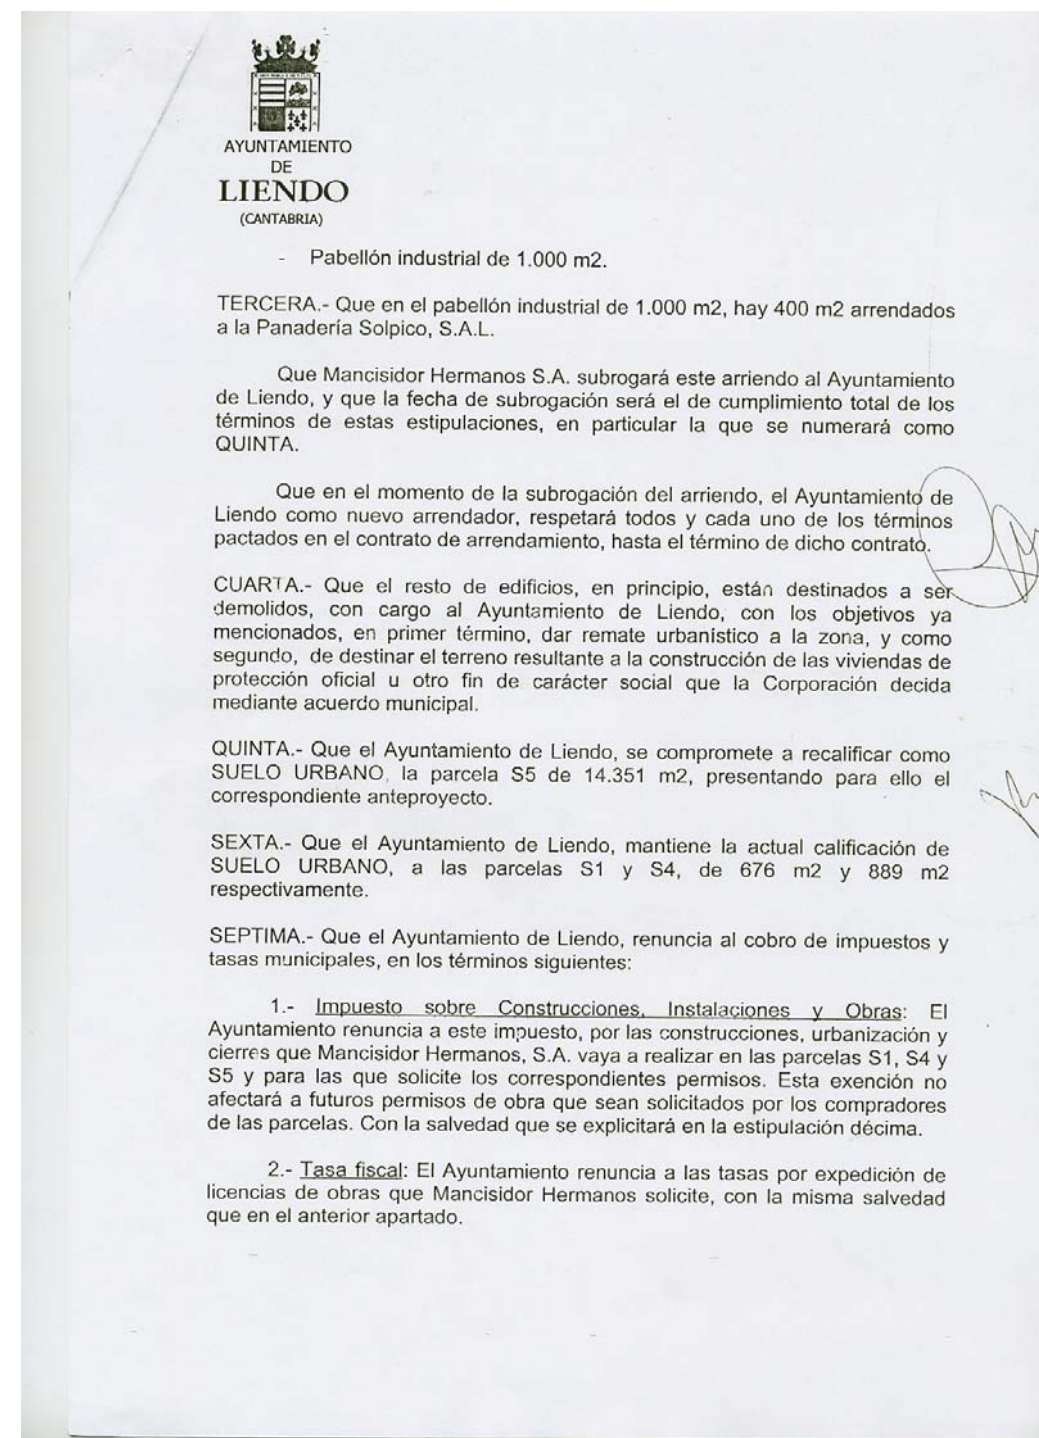 AYUNTAMIENTO
DE
LIENDO
(CANTABRIA)
- Pabellón industrial de 1.000 m2.
TERCERA.- Que en el pabellón industrial de 1.000 m2, hay 400 m2 arrendados
a la Panadería Solpico, S.A.L.
Que Mancisidor Hermanos S.A. subrogará este arriendo al Ayuntamiento
de Liendo, y que la fecha de subrogación será el de cumplimiento total de los
términos de estas estipulaciones, en particular la que se numerará como
QUINTA.
Que en el momento de la subrogación del arriendo, el Ayuntamiento de
Liendo como nuevo arrendador, respetará todos y cada uno de los términos
pactados en el contrato de arrendamiento, hasta el término de dicho contrato.
CUARTA.- Que el resto de edificios, en principio, están destinados a ser
demolidos, con cargo al Ayuntamiento de Liendo, con los objetivos ya
mencionados, en primer término, dar remate urbanístico a la zona, y como
segundo, de destinar el terreno resultante a la construcción de las viviendas de
protección oficial u otro fin de carácter social que la Corporación decida
mediante acuerdo municipal.
QUINTA.- Que el Ayuntamiento de Liendo, se compromete a recalificar como
SUELO URBANO, la parcela S5 de 14.351 m2, presentando para ello el
correspondiente anteproyecto.
SEXTA.- Que el Ayuntamiento de Liendo, mantiene la actual calificación de
SUELO URBANO, a las parcelas S1 y S4, de 676 m2 y 889 m2
respectivamente.
SEPTIMA.- Que el Ayuntamiento de Liendo, renuncia al cobro de impuestos y
tasas municipales, en los términos siguientes:
1.- Impuesto sobre Construcciones, Instalaciones y Obras: El
Ayuntamiento renuncia a este impuesto, por las construcciones, urbanización y
cierres que Mancisidor Hermanos, S.A. vaya a realizar en las parcelas S1, S4 y
S5 y para las que solicite los correspondientes permisos. Esta exención no
afectará a futuros permisos de obra que sean solicitados por los compradores
de las parcelas. Con la salvedad que se explicitará en la estipulación décima.
2.- Tasa fiscal: El Ayuntamiento renuncia a las tasas por expedición de
licencias de obras que Mancisidor Hermanos solicite, con la misma salvedad
que en el anterior apartado.